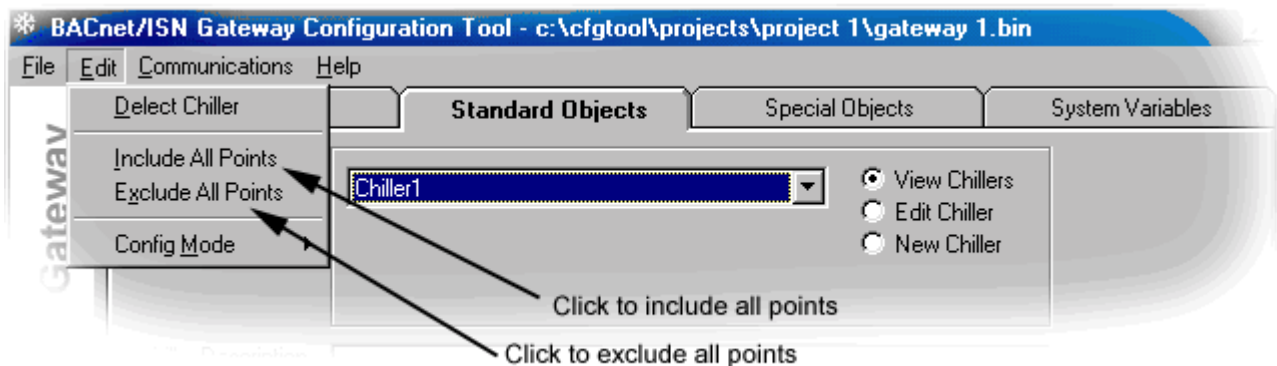 BACnet/ISN Gateway Configuration Tool - c:\cfgtool\projects\project 1\gateway 1.bin
File Edit Communications Help
Delect Chiller
Include All Points
Exclude All Points
Config Mode
Gateway
Standard Objects
Special Objects
System Variables
Chiller1
View Chillers
Edit Chiller
New Chiller
Click to include all points
Description
Click to exclude all points